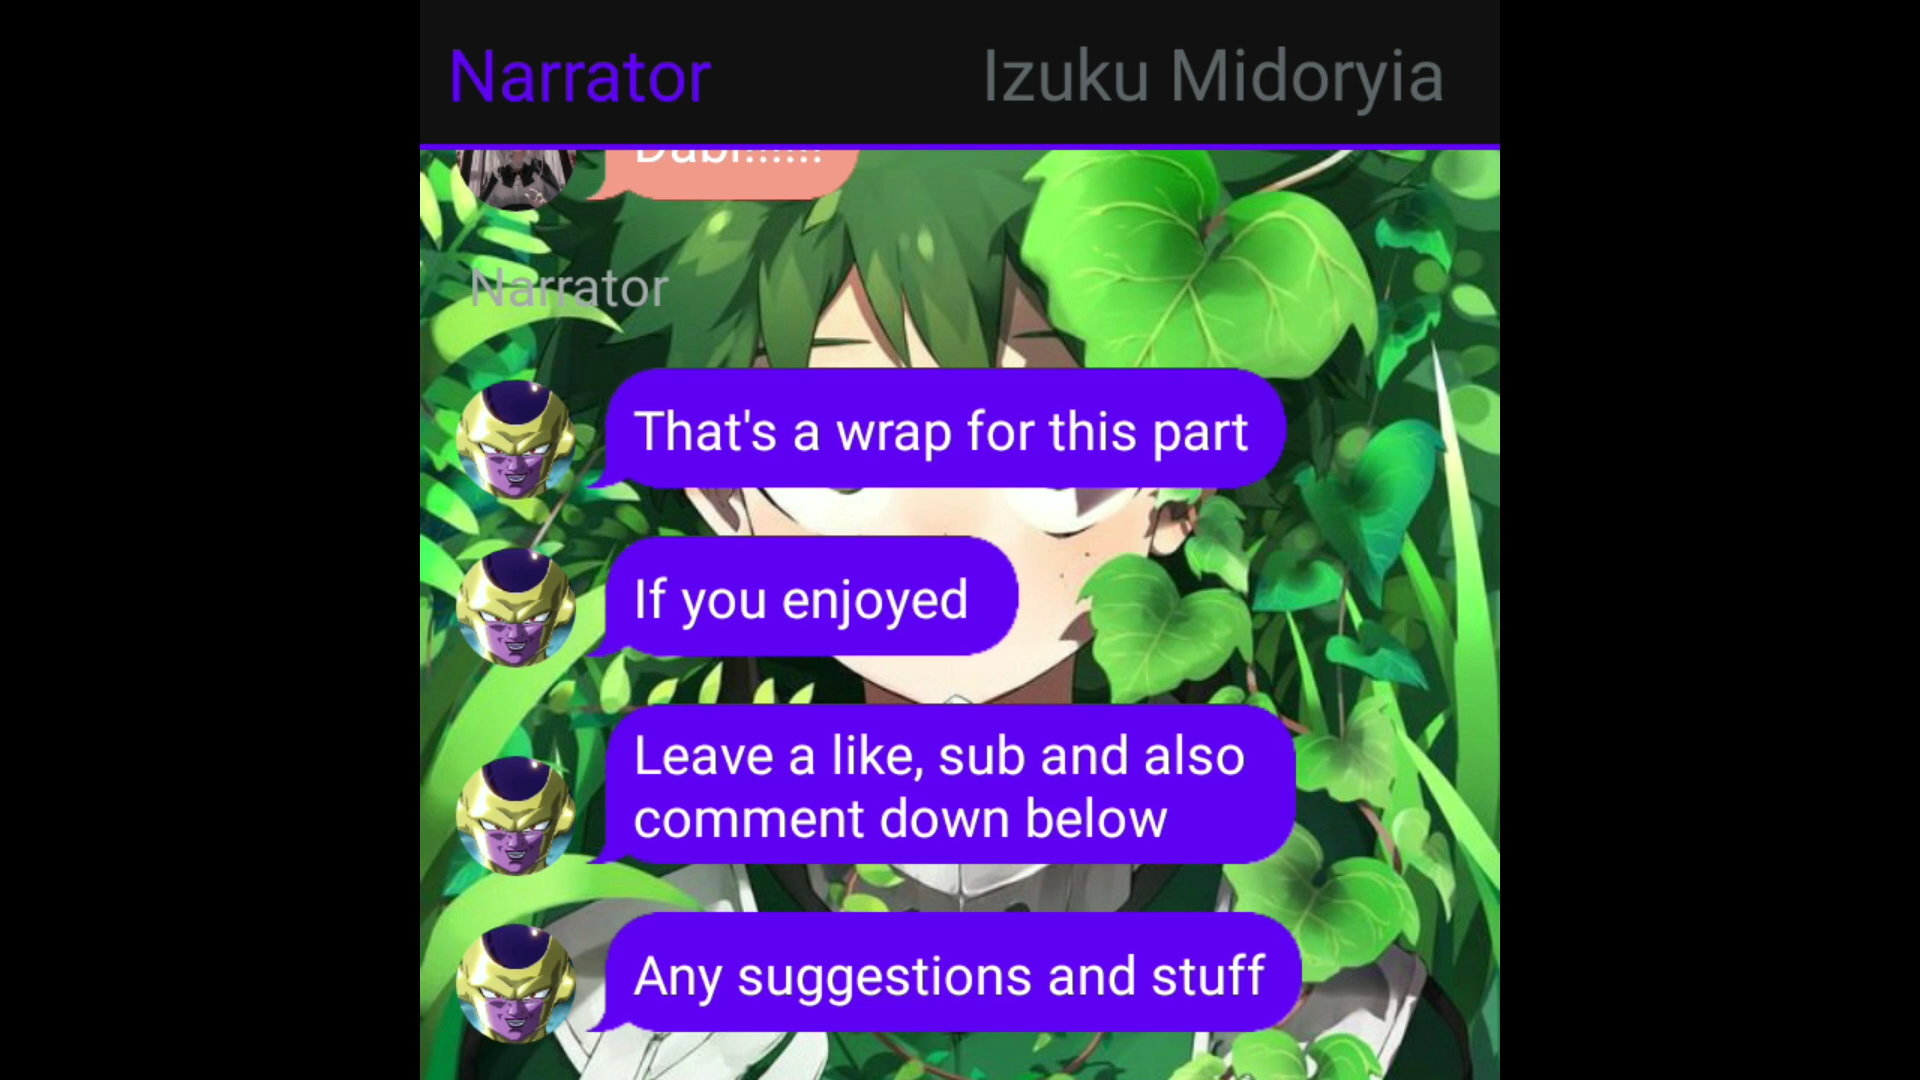 Narrator Izuku Midoryia
Dabi......
Narrator
That's a wrap for this part
If you enjoyed
Leave a like, sub and also
comment down below
Any suggestions and stuff